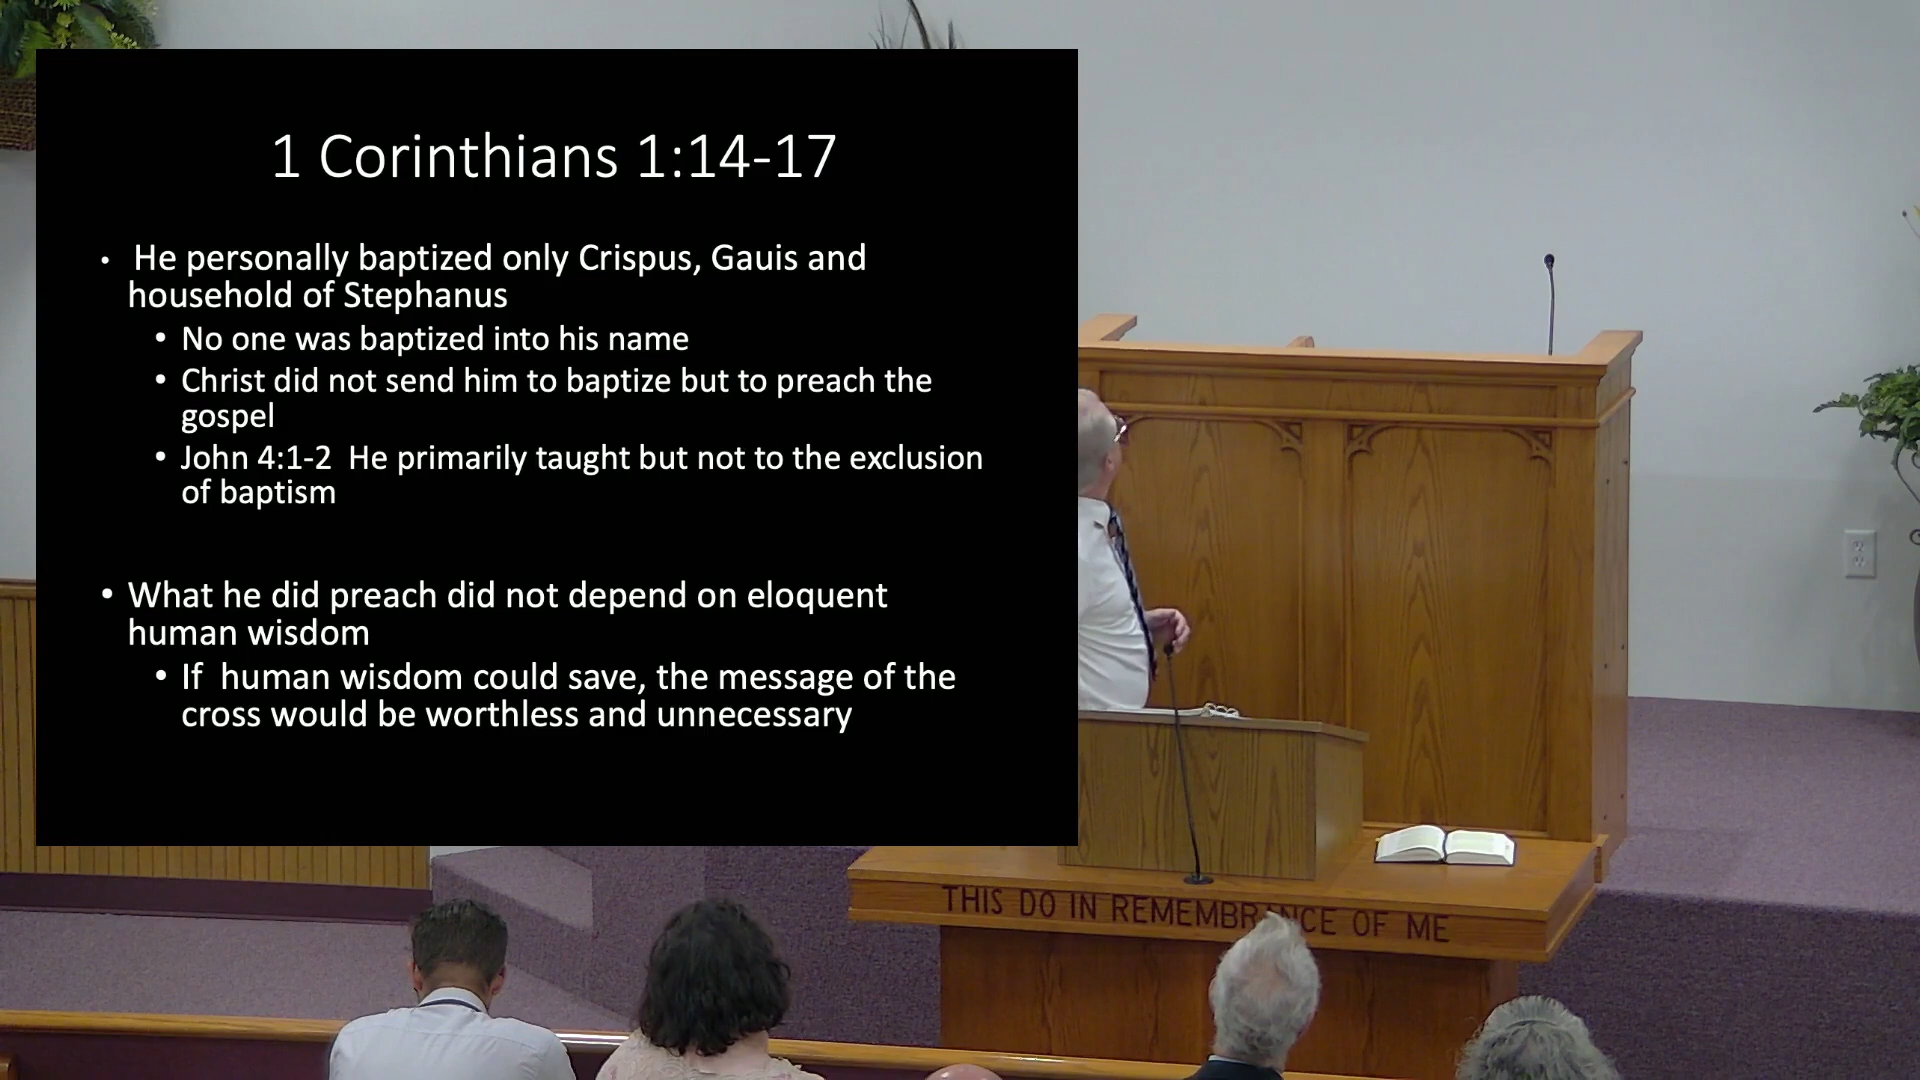 1 Corinthians 1:14-17
• He personally baptized only Crispus, Gauis and
household of Stephanus
• No one was baptized into his name
• Christ did not send him to baptize but to preach the
gospel
• John 4:1-2 He primarily taught but not to the exclusion
of baptism
• What he did preach did not depend on eloquent
human wisdom
• If human wisdom could save, the message of the
cross would be worthless and unnecessary
THIS DO IN REMEMBRANCE OF ME